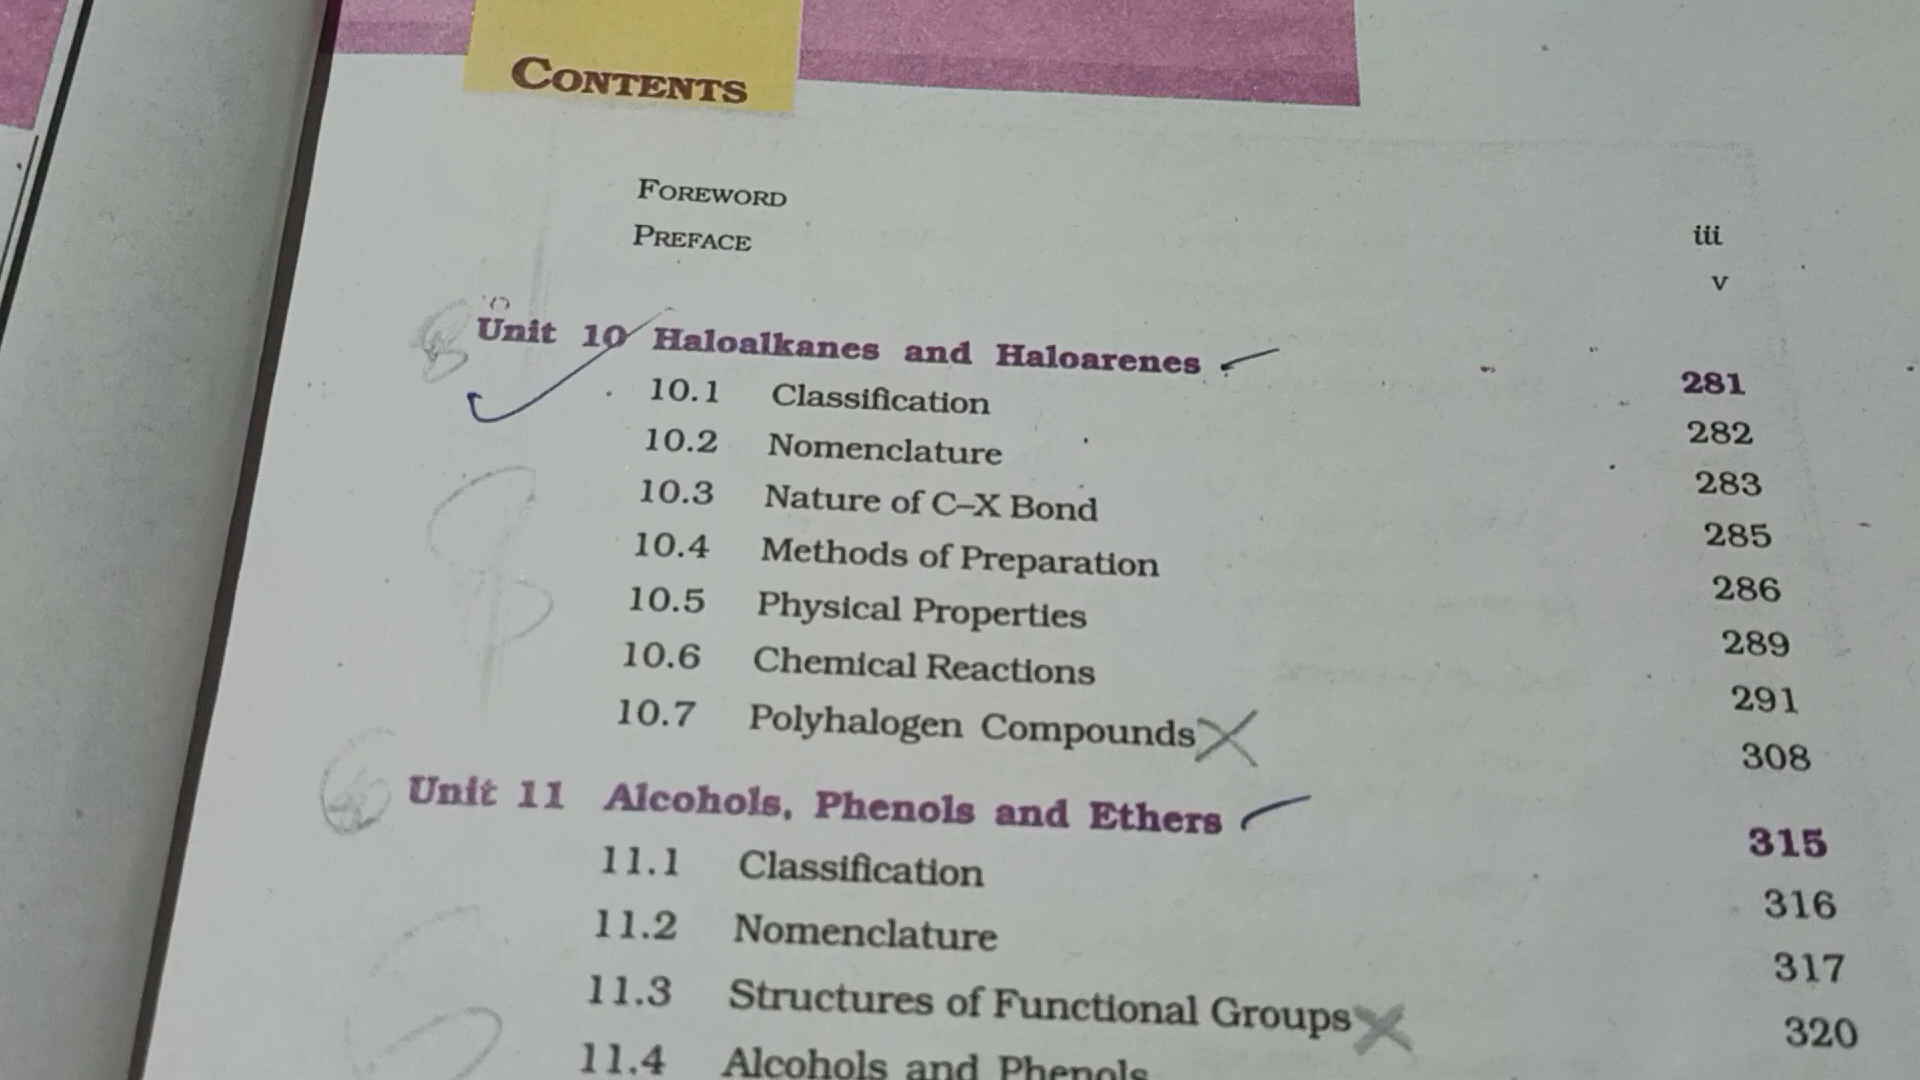 CONTENTS
FOREWORD iii
PREFACE v
Unit 10 Haloalkanes and Haloarenes 281
10.1 Classification 282
10.2 Nomenclature 283
10.3 Nature of C–X Bond 285
10.4 Methods of Preparation 286
10.5 Physical Properties 289
10.6 Chemical Reactions 291
10.7 Polyhalogen Compounds 308
Unit 11 Alcohols, Phenols and Ethers 315
11.1 Classification 316
11.2 Nomenclature 317
11.3 Structures of Functional Groups 320
11.4 Alcohols and Phenols